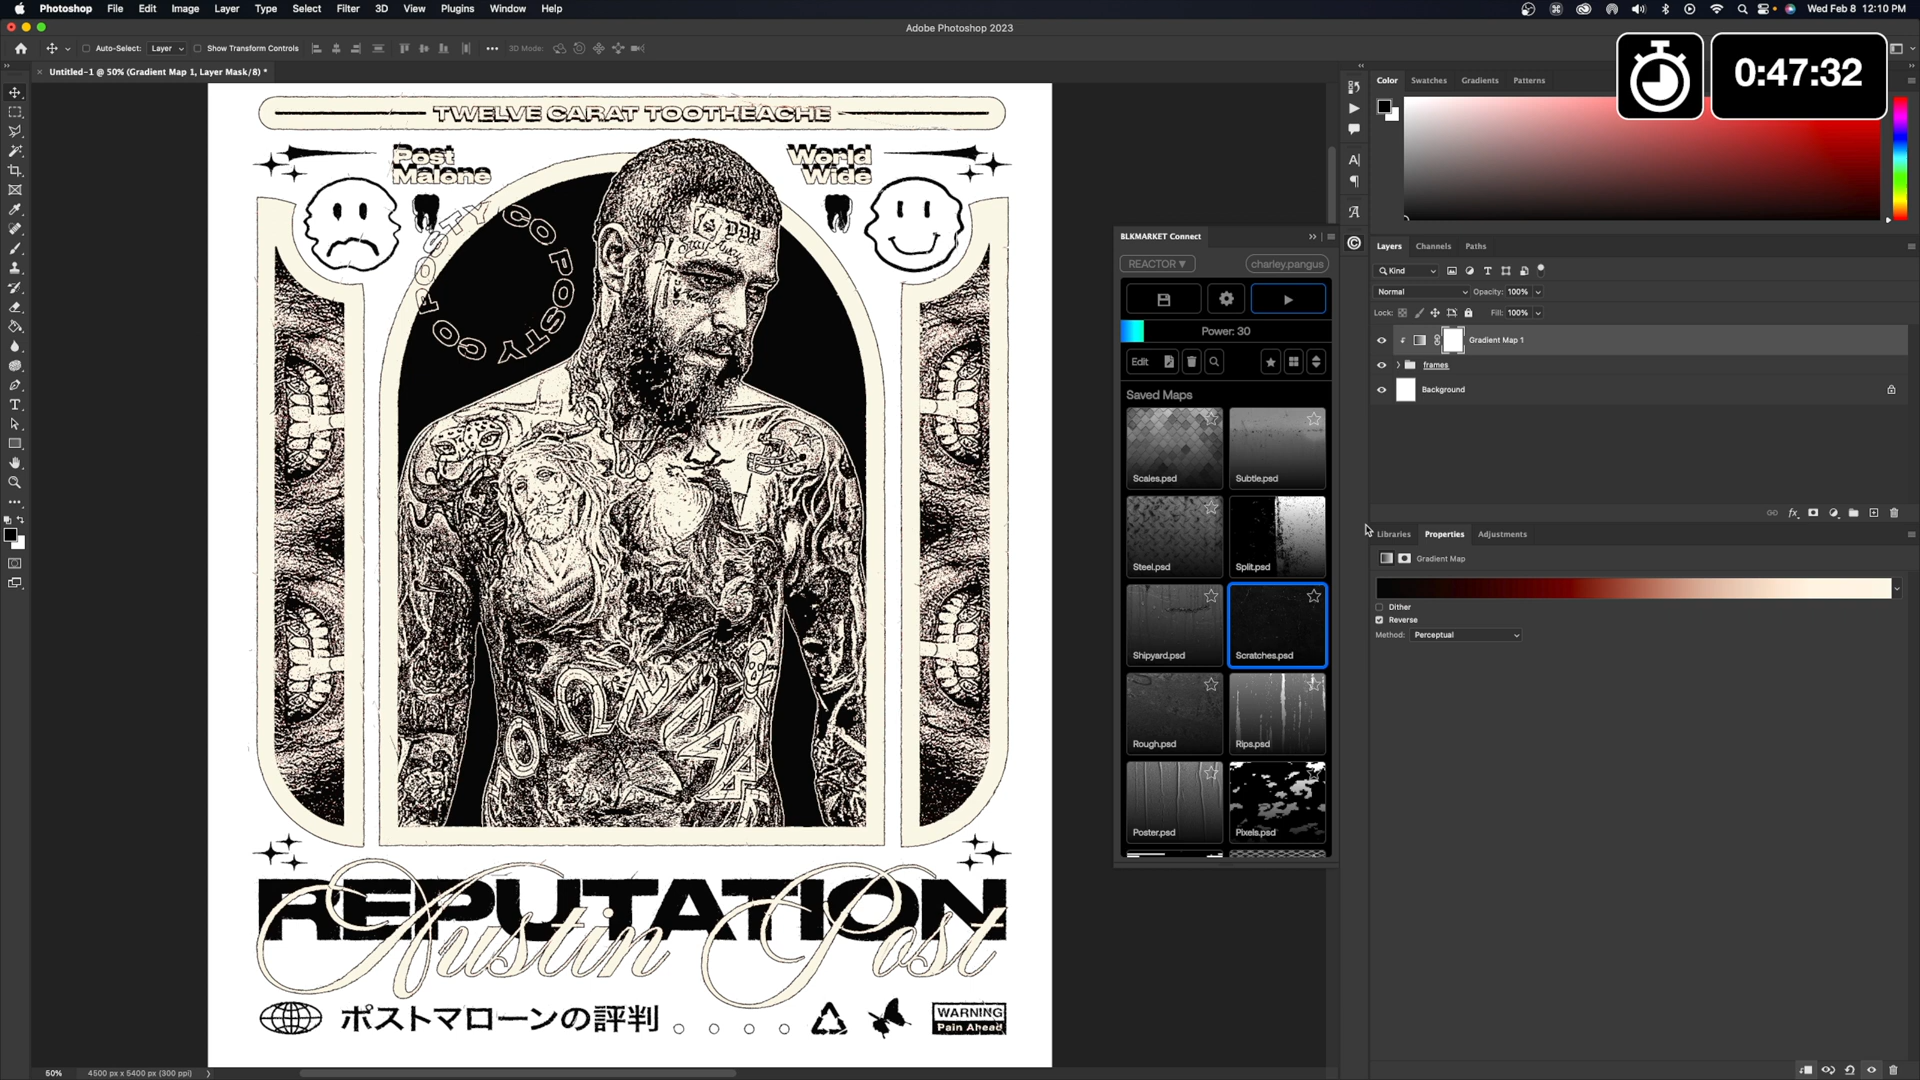 Photoshop File Edit Image Layer Type Select Filter 3D View Plugins Window Help
Wed Feb 8 12:10 PM
Adobe Photoshop 2023
Auto-Select: Layer Show Transform Controls
3D Mode:
0:47:32
Untitled-1 @ 50% (Gradient Map 1, Layer Mask/8) *
Color Swatches Gradients Patterns
TWELVE CARAT TOOTHEACHE
Post
Malone
World
Wide
POSTY CO POSTY CO
DDP
BLKMARKET Connect
REACTOR
charley.pangus
Power: 30
Edit
Saved Maps
Scales.psd
Subtle.psd
Steel.psd
Split.psd
Shipyard.psd
Scratches.psd
Rough.psd
Rips.psd
Poster.psd
Pixels.psd
Layers Channels Paths
Kind
Normal Opacity: 100%
Lock: Fill: 100%
Gradient Map 1
frames
Background
Libraries Properties Adjustments
Gradient Map
Dither
Reverse
Method: Perceptual
REPUTATION
Austin Post
ポストマローンの評判
WARNING
Pain Ahead
50% 4500 px x 5400 px (300 ppi)